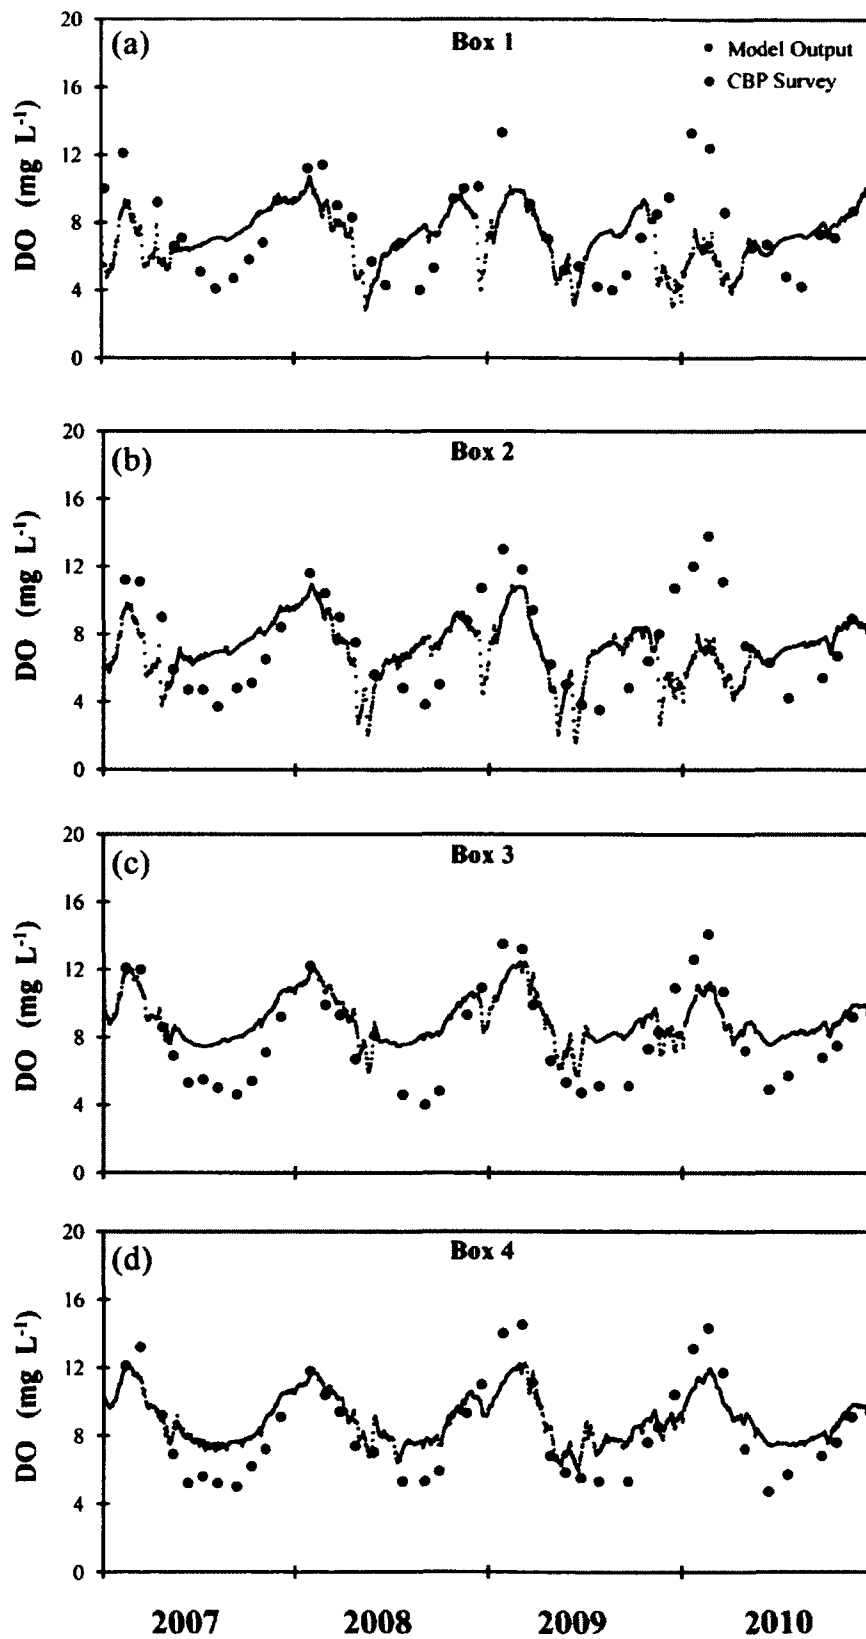 (a)
Box 1
Model Output
CBP Survey
DO (mg L⁻¹)
20
16
12
8
4
0
(b)
Box 2
DO (mg L⁻¹)
20
16
12
8
4
0
(c)
Box 3
DO (mg L⁻¹)
20
16
12
8
4
0
(d)
Box 4
DO (mg L⁻¹)
20
16
12
8
4
0
2007 2008 2009 2010